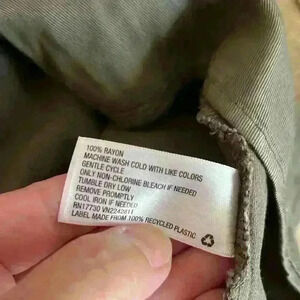 100% RAYON
MACHINE WASH COLD WITH LIKE COLORS
GENTLE CYCLE
ONLY NON-CHLORINE BLEACH IF NEEDED
TUMBLE DRY LOW
REMOVE PROMPTLY
COOL IRON IF NEEDED
RN17730 VN2242811
LABEL MADE FROM 100% RECYCLED PLASTIC